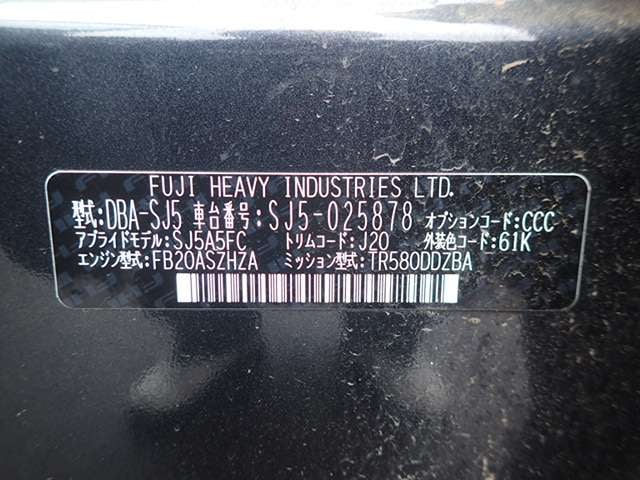 FUJI HEAVY INDUSTRIES LTD.
型:DBA-SJ5 車台番号:SJ5-025878 オプションコード:CCC
アプライドモデル:SJ5A5FC トリムコード:J20 外装色コード:61K
エンジン型式:FB20ASZHZA ミッション型式:TR580DDZBA